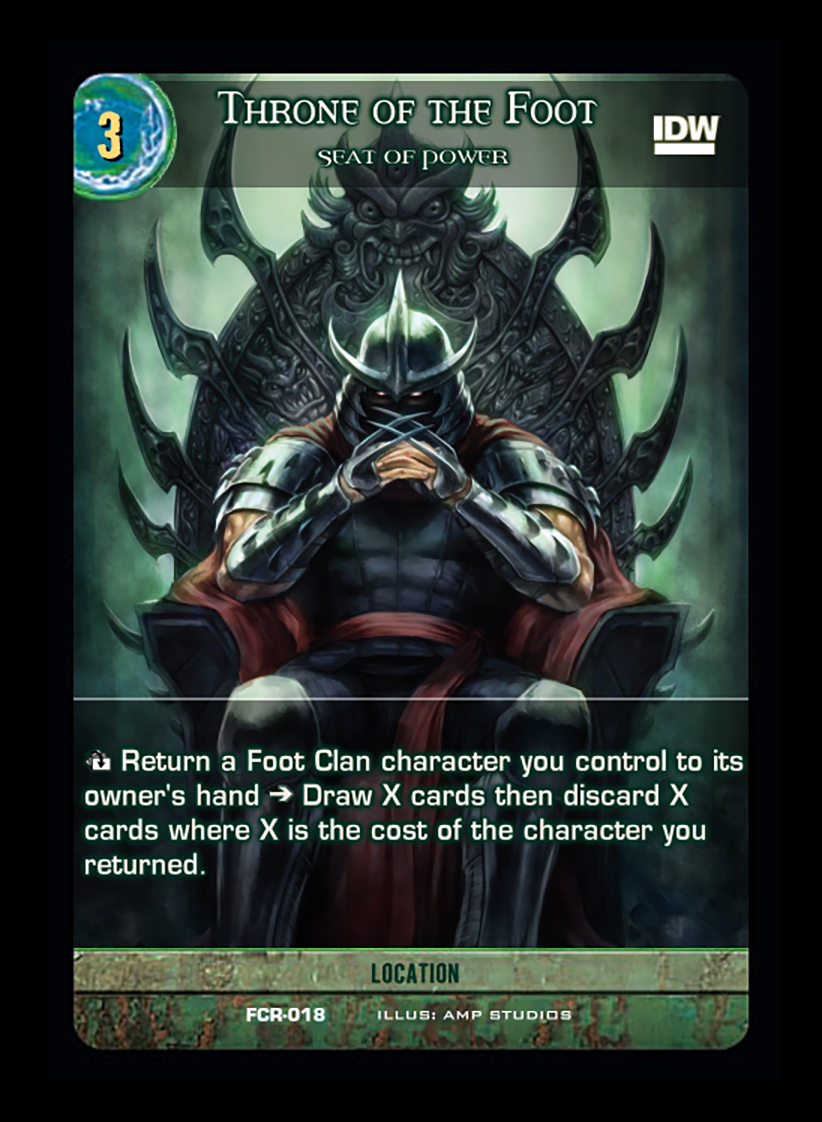 3
THRONE OF THE FOOT
IDW
SEAT OF POWER
Return a Foot Clan character you control to its
owner's hand ➔ Draw X cards then discard X
cards where X is the cost of the character you
returned.
LOCATION
FCR-018 ILLUS: AMP STUDIOS